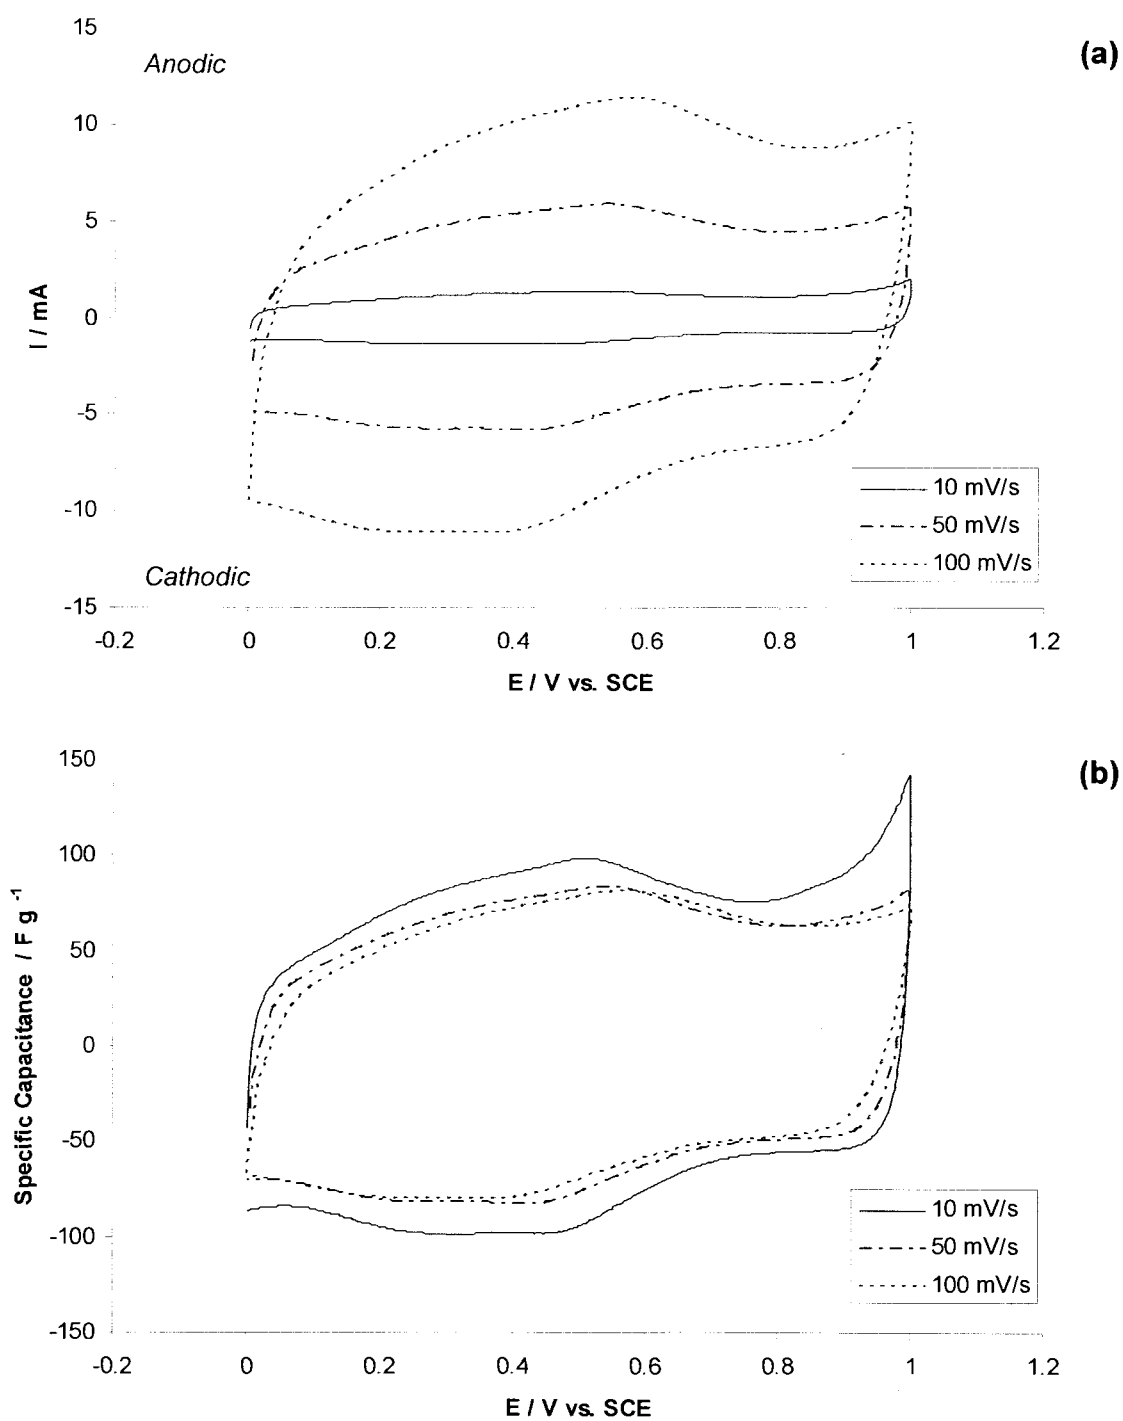 15
(a)
Anodic
10
5
0
-5
-10
-15
I / mA
10 mV/s
50 mV/s
100 mV/s
Cathodic
-0.2 0 0.2 0.4 0.6 0.8 1 1.2
E / V vs. SCE
150
(b)
100
50
0
-50
-100
-150
Specific Capacitance / F g⁻¹
10 mV/s
50 mV/s
100 mV/s
-0.2 0 0.2 0.4 0.6 0.8 1 1.2
E / V vs. SCE